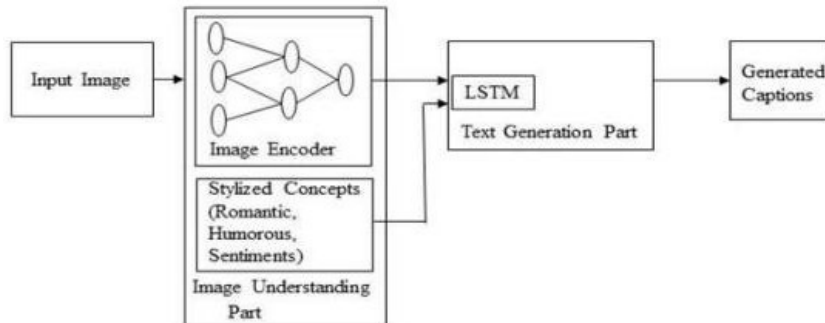 Input Image
Image Encoder
Stylized Concepts
(Romantic,
Humorous,
Sentiments)
Image Understanding
Part
LSTM
Text Generation Part
Generated
Captions